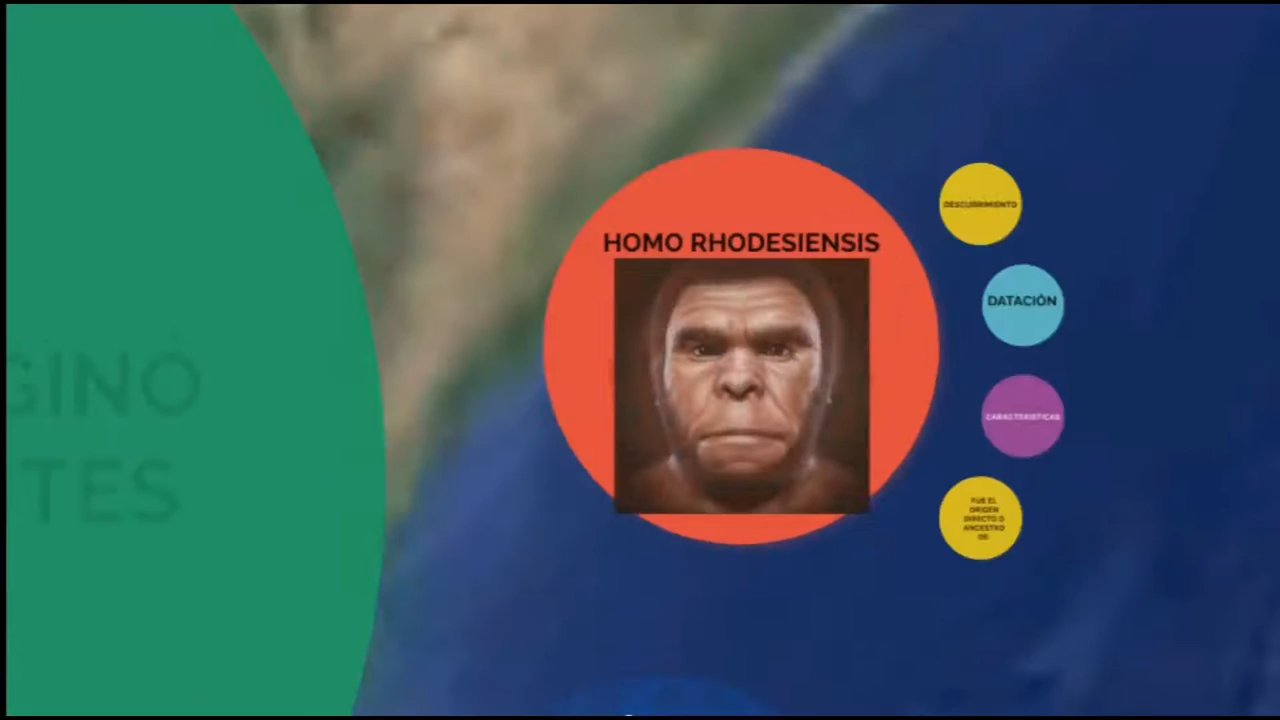 GINÓ
TES
HOMO RHODESIENSIS
DESCUBRIMIENTO
DATACIÓN
CARACTERISTICAS
FUE EL
ORIGEN
DIRECTO O
ANCESTRO
DE: